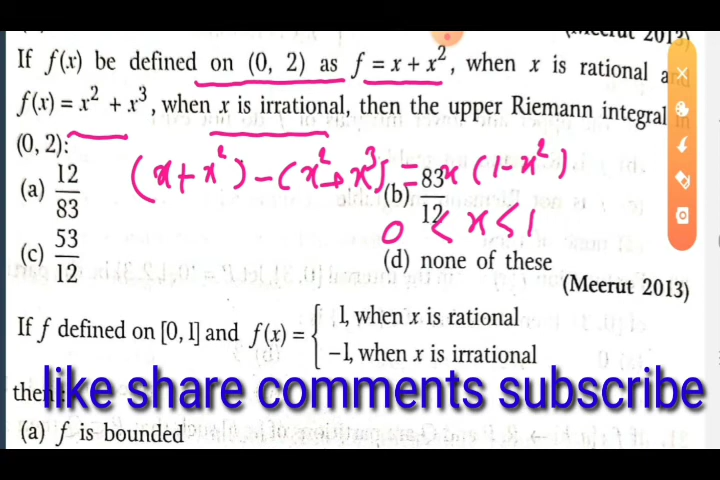 (Meerut 2013)
If f(x) be defined on (0, 2) as f = x + x², when x is rational and
f(x) = x² + x³, when x is irrational, then the upper Riemann integral in
(0, 2):
(x + x²) – (x² + x³) = x (1 – x²)
(a) 12/83
(b) 83/12
0 < x < 1
(c) 53/12
(d) none of these
(Meerut 2013)
If f defined on [0, 1] and f(x) = { 1, when x is rational
–1, when x is irrational
like share comments subscribe
then
(a) f is bounded